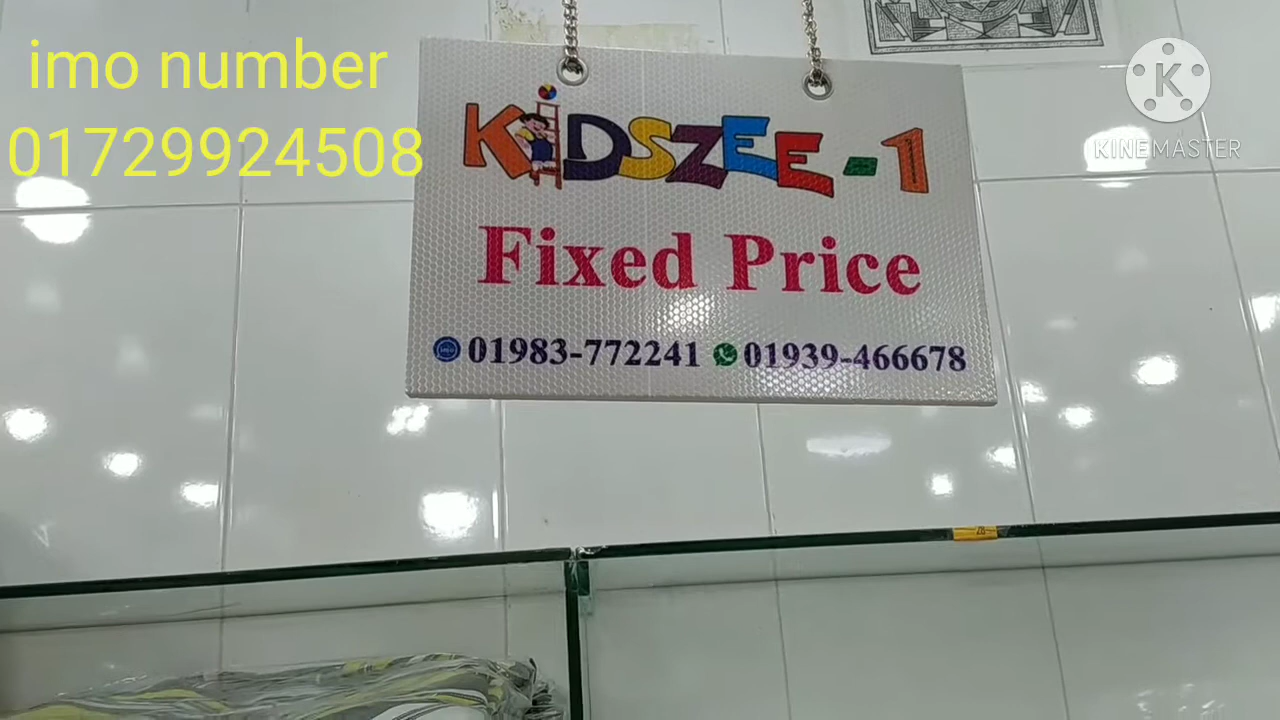 imo number
01729924508
KIDSZEE-1
Fixed Price
01983-772241 01939-466678
K
KINEMASTER